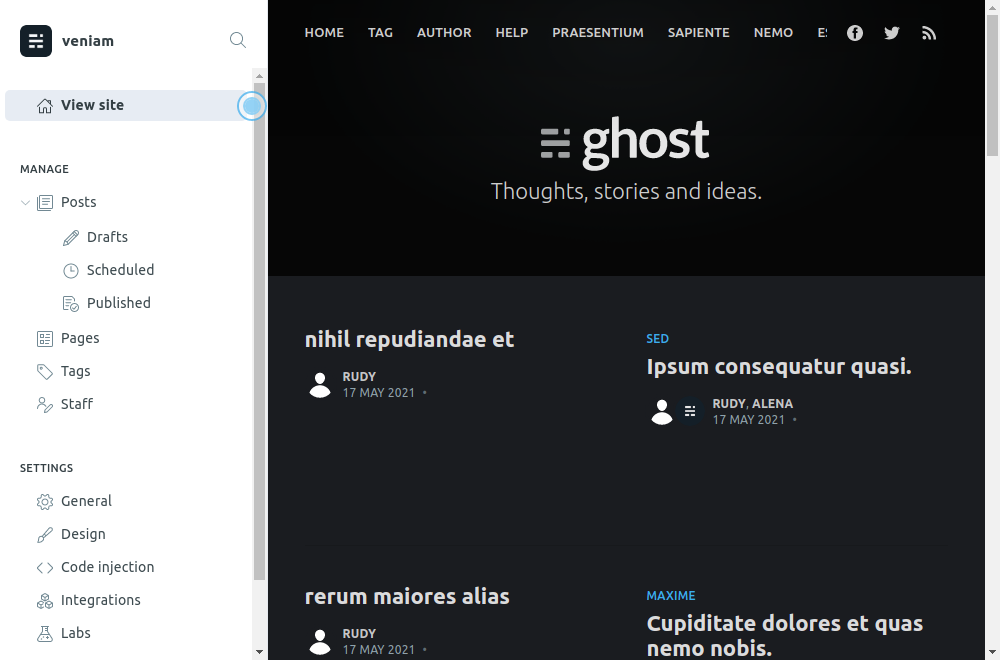 veniam
View site
MANAGE
Posts
Drafts
Scheduled
Published
Pages
Tags
Staff
SETTINGS
General
Design
Code injection
Integrations
Labs
HOME TAG AUTHOR HELP PRAESENTIUM SAPIENTE NEMO
ghost
Thoughts, stories and ideas.
nihil repudiandae et
RUDY
17 MAY 2021 •
SED
Ipsum consequatur quasi.
RUDY, ALENA
17 MAY 2021 •
rerum maiores alias
RUDY
17 MAY 2021 •
MAXIME
Cupiditate dolores et quas
nemo nobis.